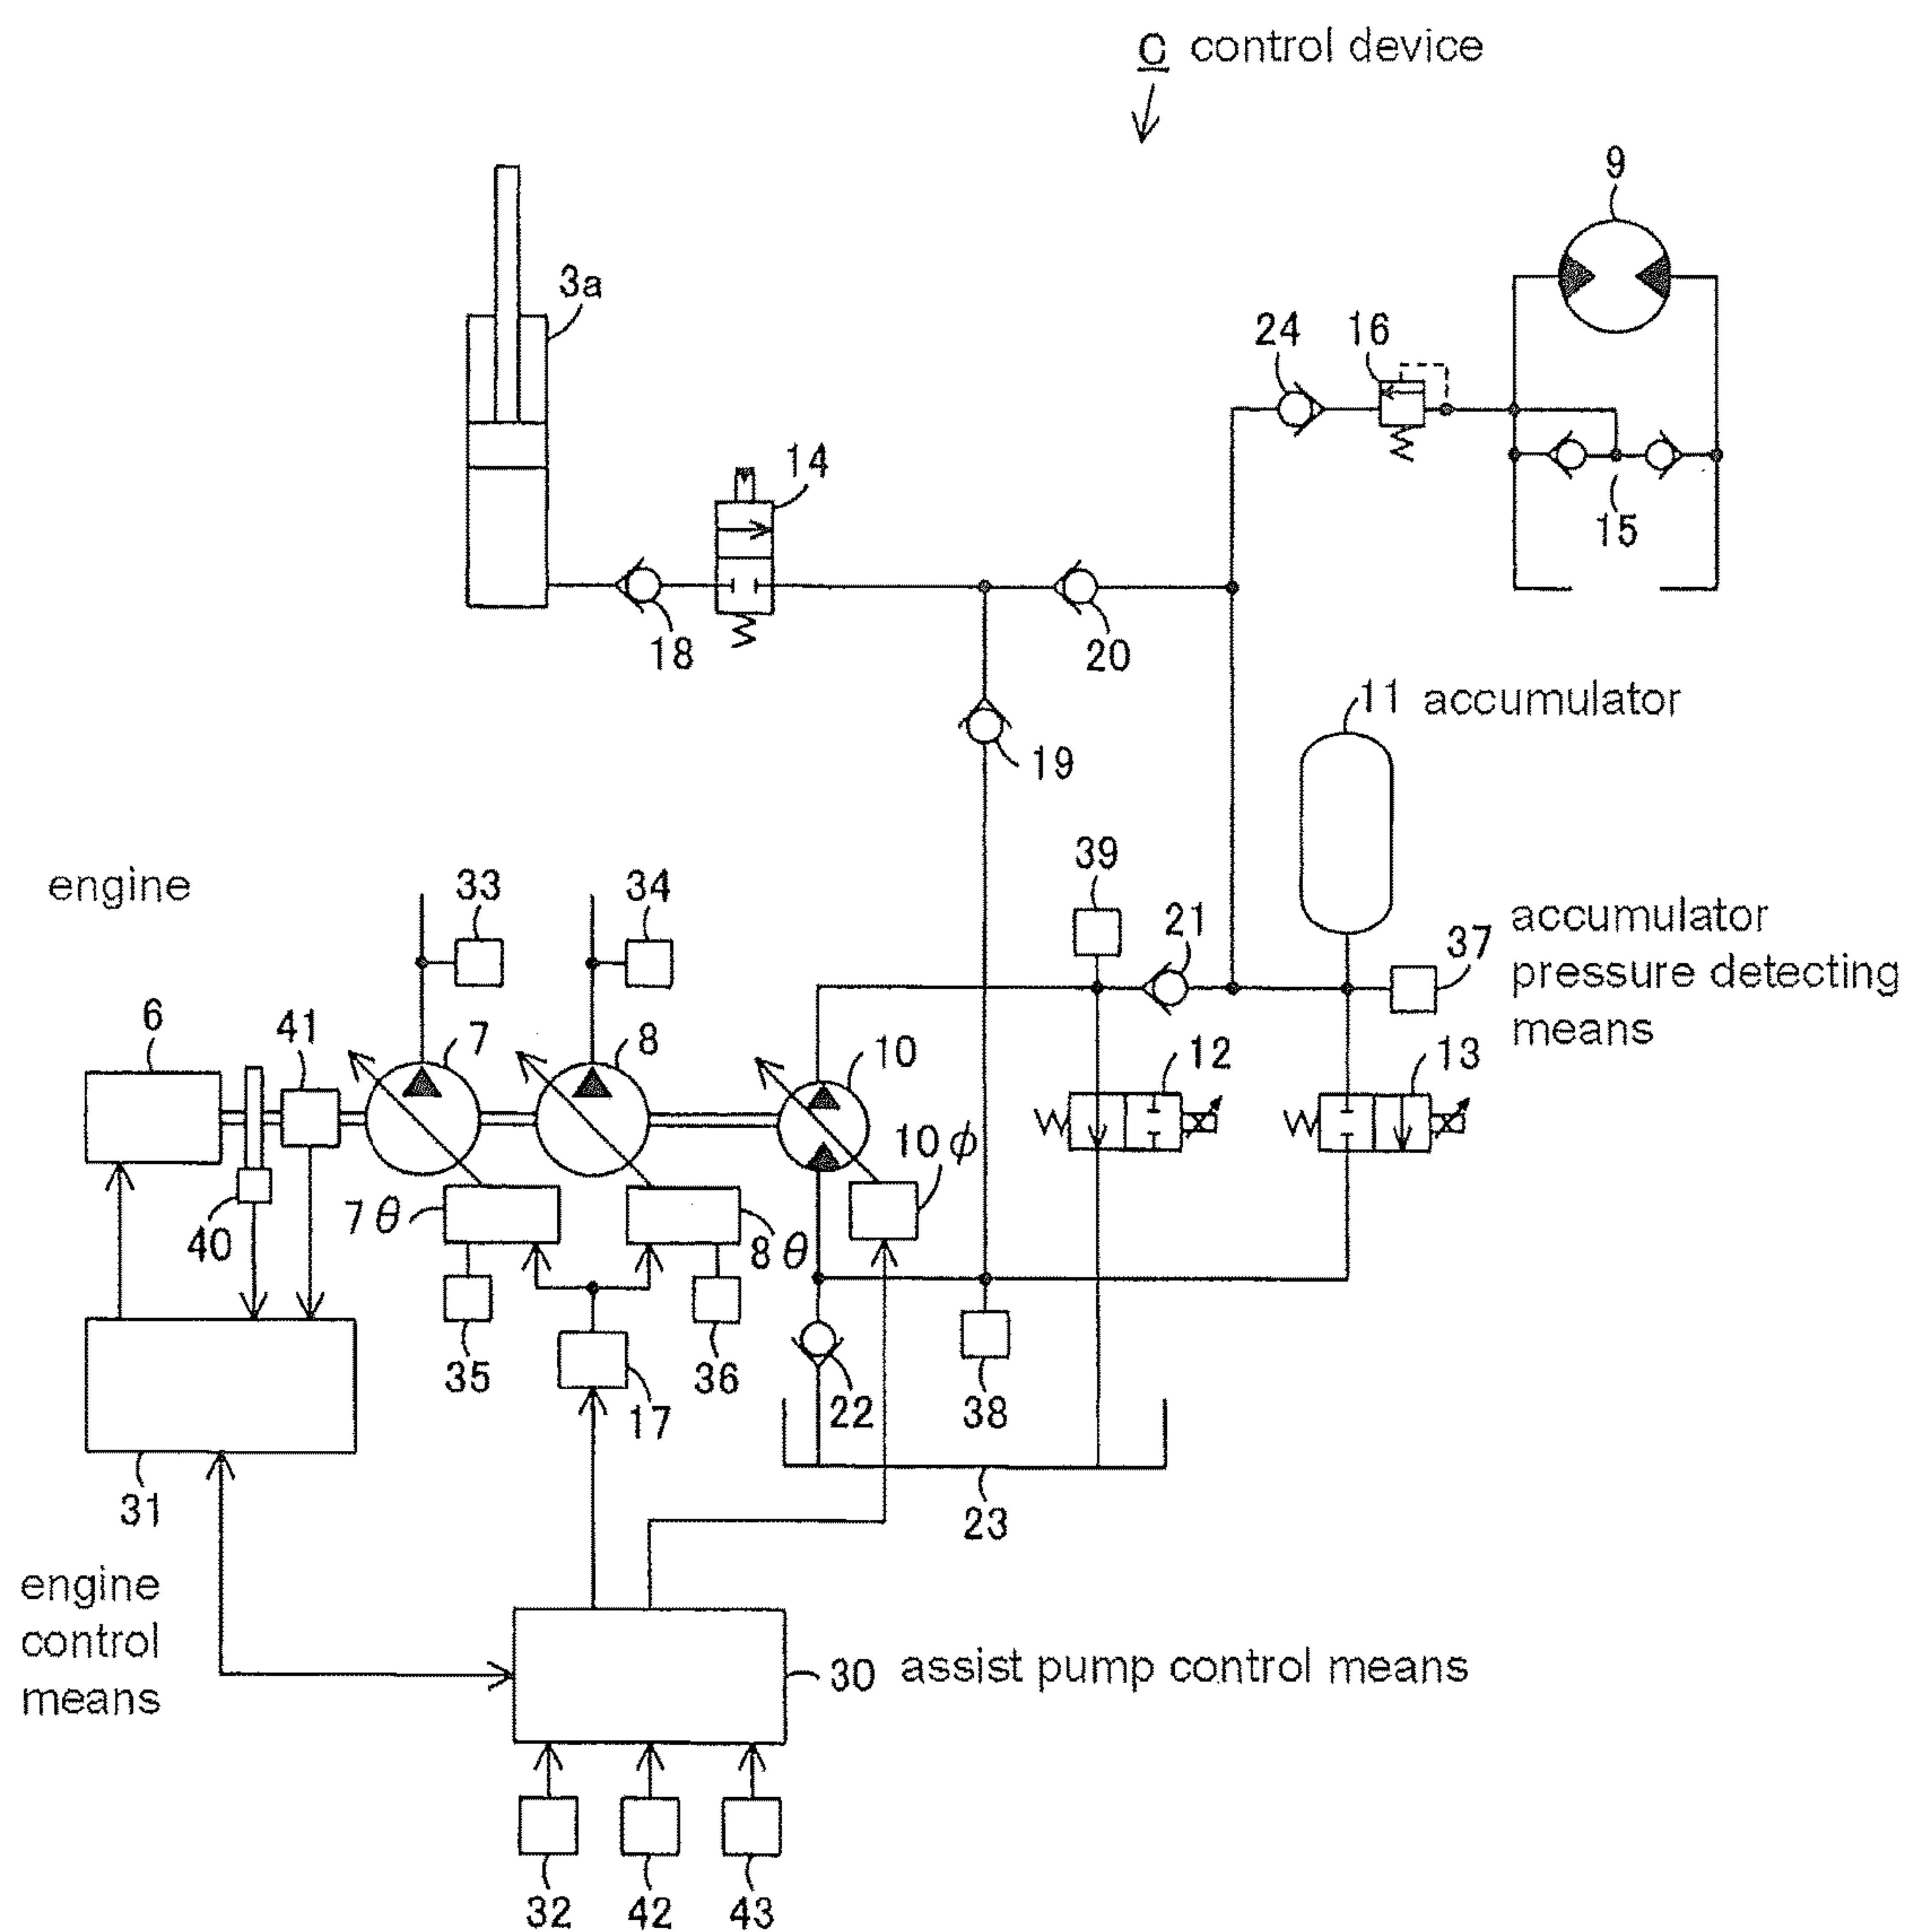 C control device
9
3a
24
16
14
15
18
20
11 accumulator
19
39
engine
33
34
21
accumulator
37
pressure detecting
means
6
41
7
8
10
12
13
10φ
7θ
40
8θ
35
36
17
22
38
31
23
engine
control
means
30 assist pump control means
32
42
43